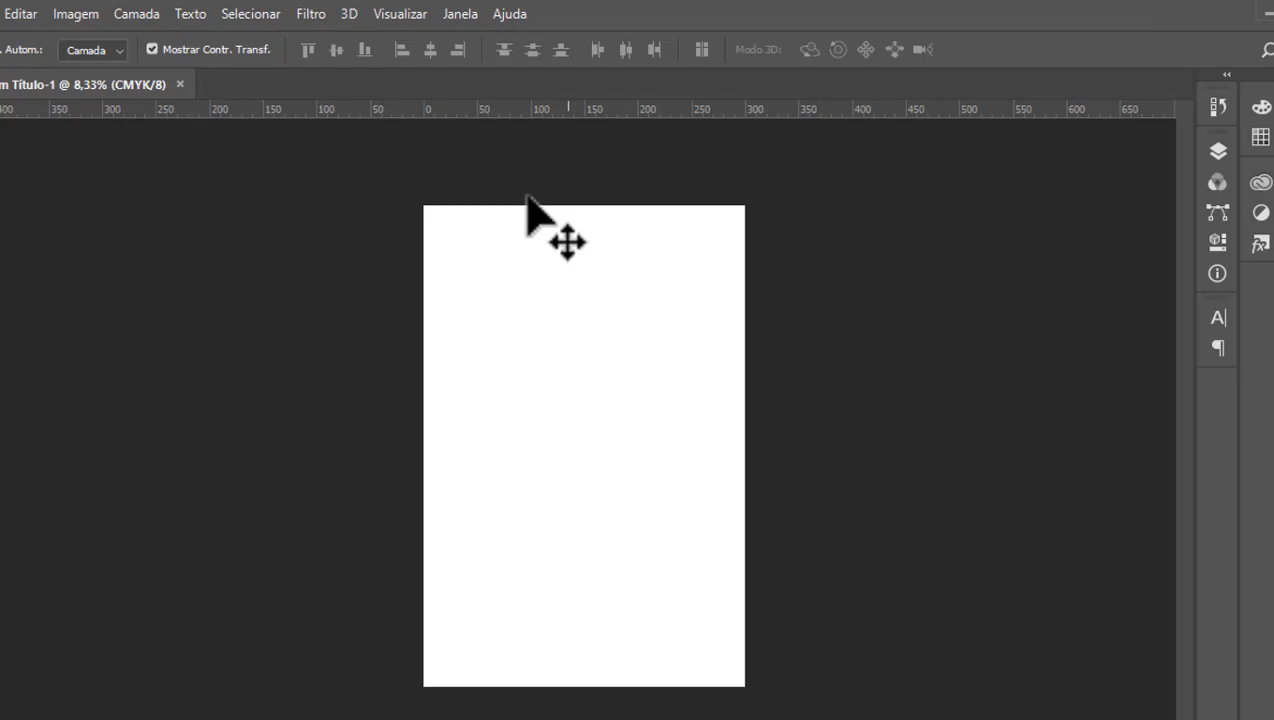 Editar Imagem Camada Texto Selecionar Filtro 3D Visualizar Janela Ajuda
Autom.: Camada Mostrar Contr. Transf. Modo 3D:
m Título-1 @ 8,33% (CMYK/8) ×
400 350 300 250 200 150 100 50 0 50 100 150 200 250 300 350 400 450 500 550 600 650
fx
A
¶